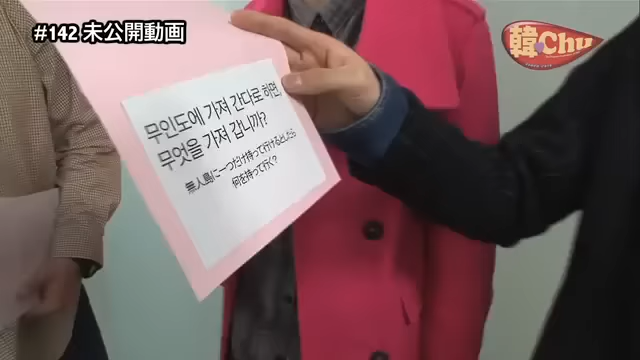 #142 未公開動画
韓Chu
무인도에 가져 간다로 하면,
무엇을 가져 갑니까?
無人島に一つだけ持って行けるとしたら
何を持って行く?